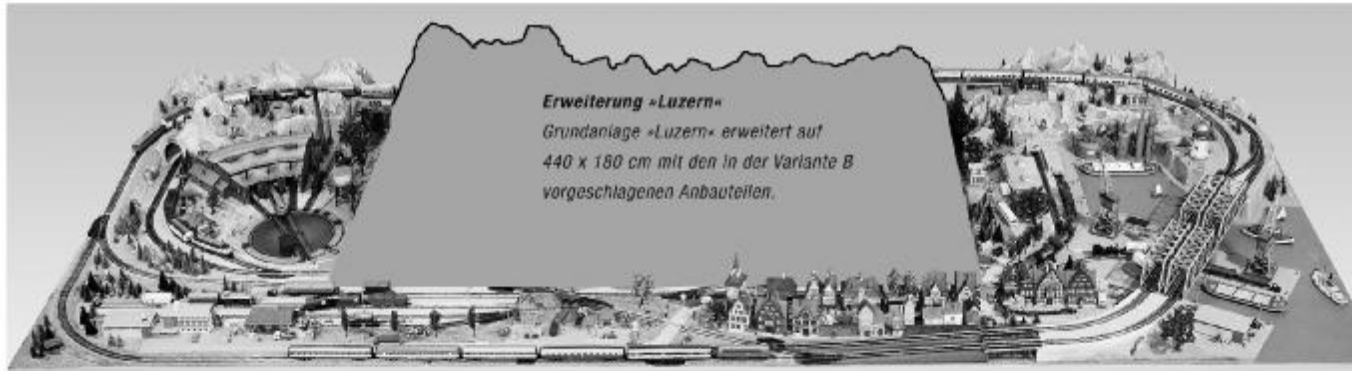 Erweiterung »Luzern«
Grundanlage »Luzern« erweitert auf
440 x 180 cm mit den in der Variante B
vorgeschlagenen Anbauteilen.